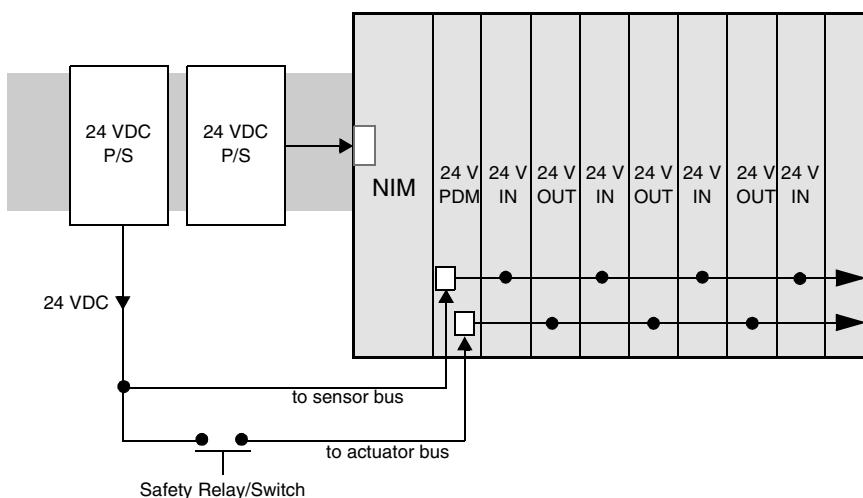 24 VDC
P/S
24 VDC
P/S
NIM
24 V
PDM
24 V
IN
24 V
OUT
24 V
IN
24 V
OUT
24 V
IN
24 V
OUT
24 V
IN
24 VDC
to sensor bus
to actuator bus
Safety Relay/Switch